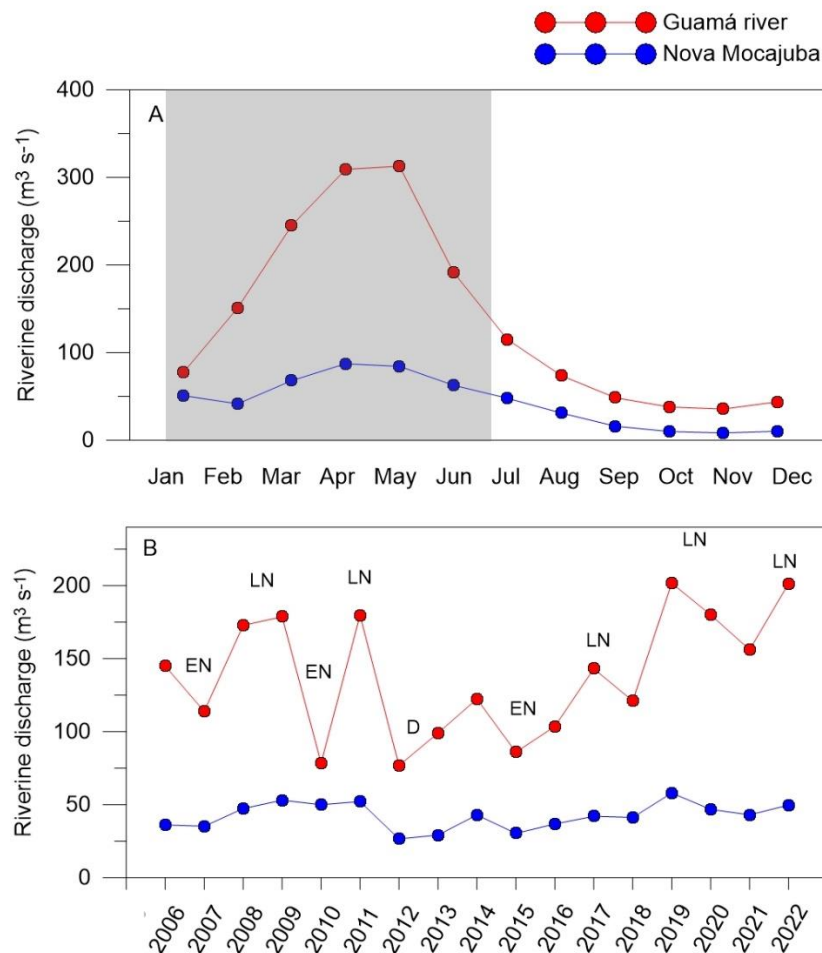 Guamá river
Nova Mocajuba
A
Riverine discharge (m³ s⁻¹)
400
300
200
100
0
Jan Feb Mar Apr May Jun Jul Aug Sep Oct Nov Dec
B
Riverine discharge (m³ s⁻¹)
200
150
100
50
0
EN
LN
EN
LN
D
EN
LN
LN
LN
2006 2007 2008 2009 2010 2011 2012 2013 2014 2015 2016 2017 2018 2019 2020 2021 2022